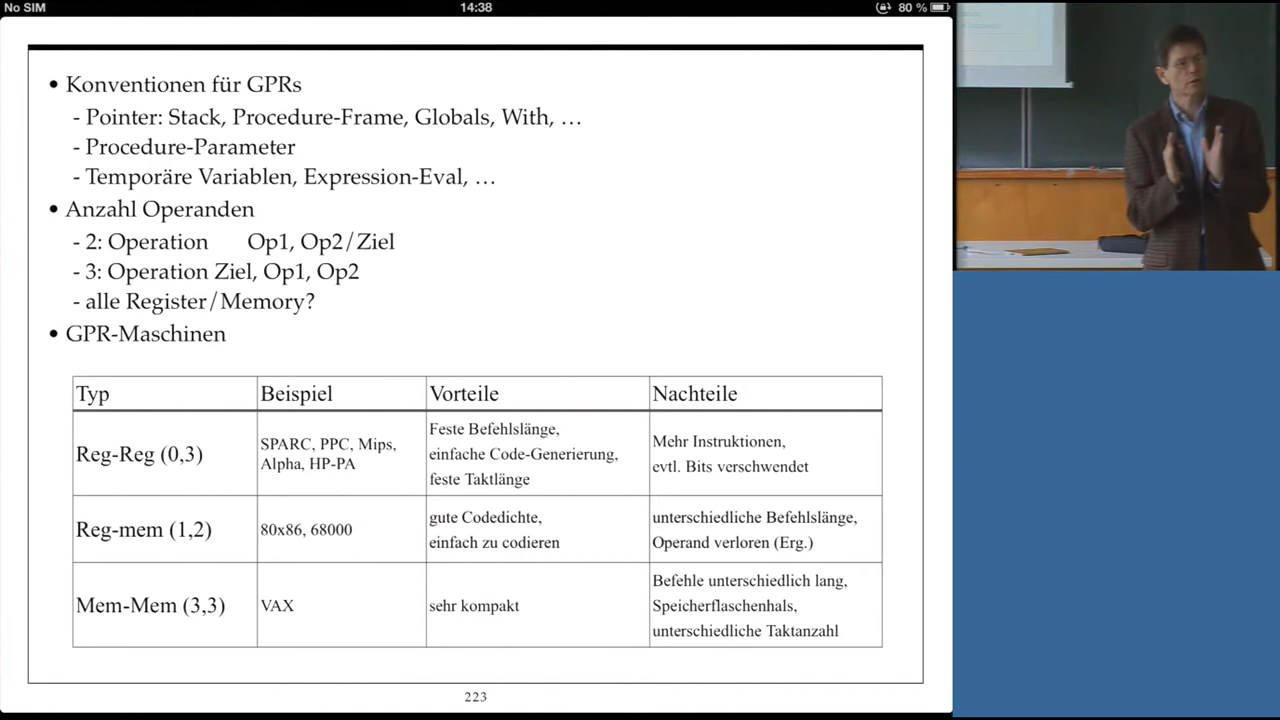 No SIM
14:38
80 %
• Konventionen für GPRs
- Pointer: Stack, Procedure-Frame, Globals, With, …
- Procedure-Parameter
- Temporäre Variablen, Expression-Eval, …
• Anzahl Operanden
- 2: Operation Op1, Op2/Ziel
- 3: Operation Ziel, Op1, Op2
- alle Register/Memory?
• GPR-Maschinen
Typ
Beispiel
Vorteile
Nachteile
Reg-Reg (0,3)
SPARC, PPC, Mips,
Alpha, HP-PA
Feste Befehlslänge,
einfache Code-Generierung,
feste Taktlänge
Mehr Instruktionen,
evtl. Bits verschwendet
Reg-mem (1,2)
80x86, 68000
gute Codedichte,
einfach zu codieren
unterschiedliche Befehlslänge,
Operand verloren (Erg.)
Mem-Mem (3,3)
VAX
sehr kompakt
Befehle unterschiedlich lang,
Speicherflaschenhals,
unterschiedliche Taktanzahl
223